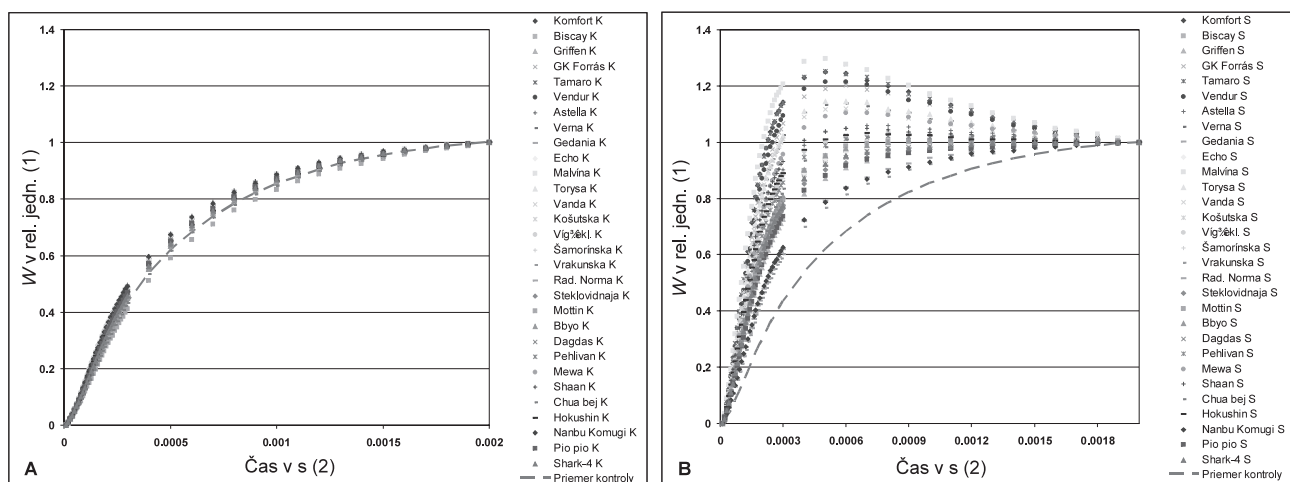 1.4
1.2
1
0.8
0.6
0.4
0.2
0
W v rel. jedn. (1)
0
0.0005
0.001
0.0015
0.002
Čas v s (2)
A
Komfort K
Biscay K
Griffen K
GK Forrás K
Tamaro K
Vendur K
Astella K
Verna K
Gedania K
Echo K
Malvína K
Torysa K
Vanda K
Košutska K
Víg¾ekl. K
Šamorínska K
Vrakunska K
Rad. Norma K
Steklovidnaja K
Mottin K
Bbyo K
Dagdas K
Pehlivan K
Mewa K
Shaan K
Chua bej K
Hokushin K
Nanbu Komugi K
Pio pio K
Shark-4 K
Priemer kontroly
1.4
1.2
1
0.8
0.6
0.4
0.2
0
W v rel. jedn. (1)
0
0.0003
0.0006
0.0009
0.0012
0.0015
0.0018
Čas v s (2)
B
Komfort S
Biscay S
Griffen S
GK Forrás S
Tamaro S
Vendur S
Astella S
Verna S
Gedania S
Echo S
Malvína S
Torysa S
Vanda S
Košutska S
Víg¾ekl. S
Šamorínska S
Vrakunska S
Rad. Norma S
Steklovidnaja S
Mottin S
Bbyo S
Dagdas S
Pehlivan S
Mewa S
Shaan S
Chua bej S
Hokushin S
Nanbu Komugi S
Pio pio S
Shark-4 S
Priemer kontroly